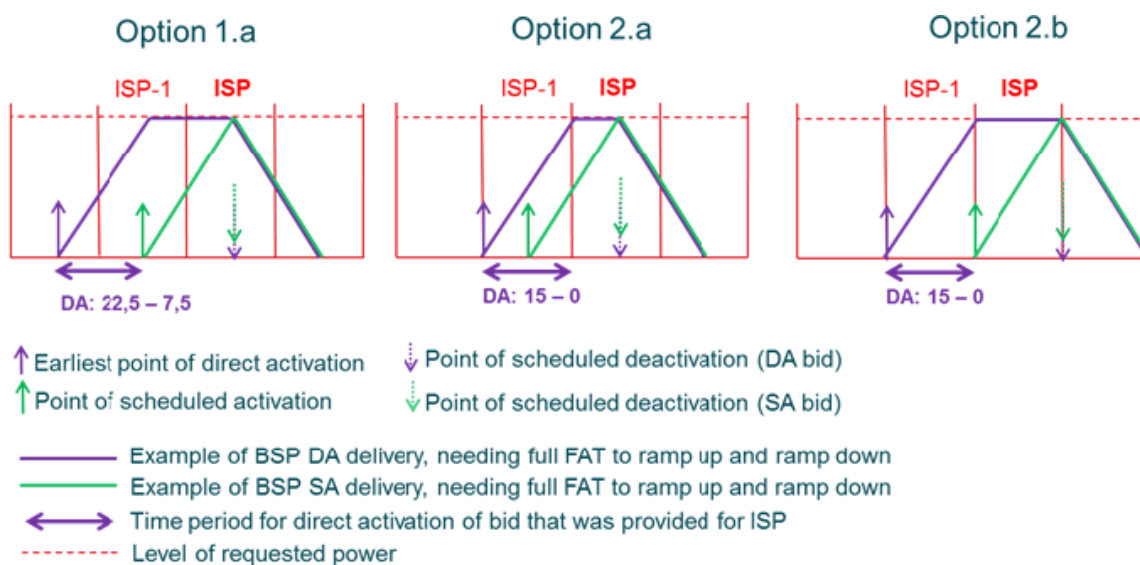 Option 1.a
Option 2.a
Option 2.b
ISP-1 ISP
ISP-1 ISP
ISP-1 ISP
DA: 22,5 – 7,5
DA: 15 – 0
DA: 15 – 0
Earliest point of direct activation
Point of scheduled deactivation (DA bid)
Point of scheduled activation
Point of scheduled deactivation (SA bid)
Example of BSP DA delivery, needing full FAT to ramp up and ramp down
Example of BSP SA delivery, needing full FAT to ramp up and ramp down
Time period for direct activation of bid that was provided for ISP
Level of requested power